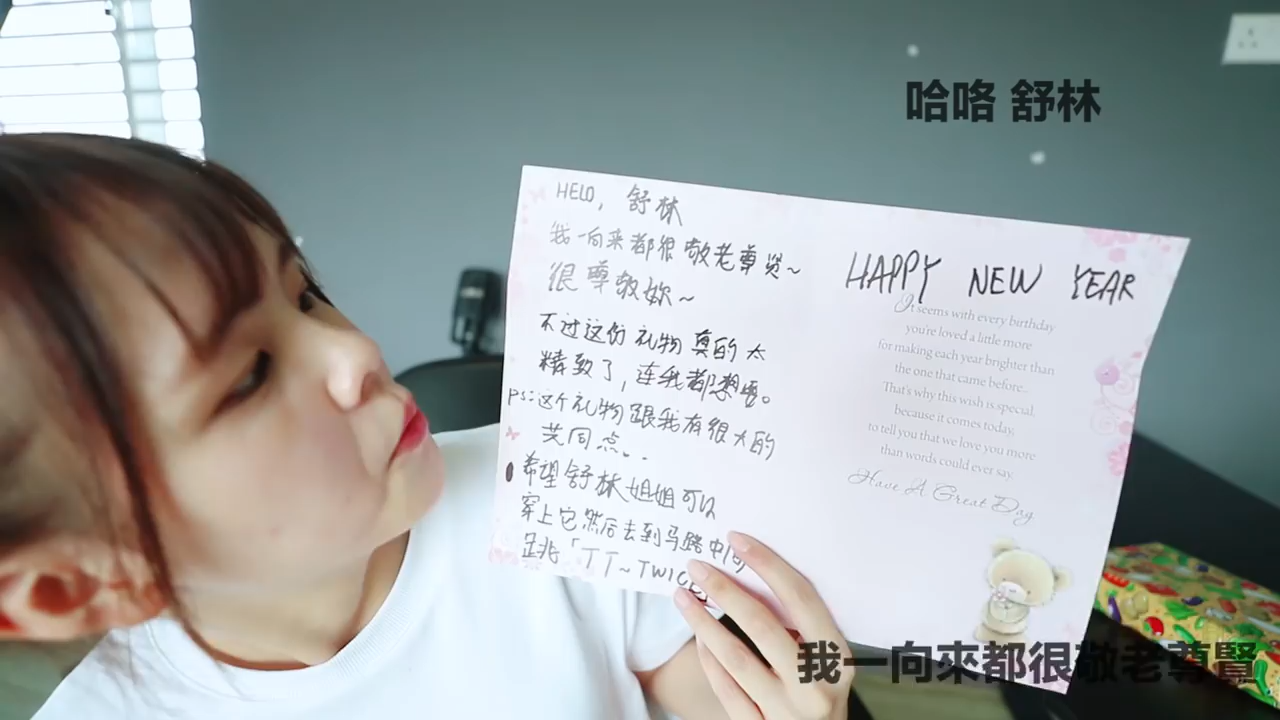 哈咯 舒林
HELO, 舒林
我一向来都很敬老尊贤~
很尊敬妳~
不过这份礼物真的太
精致了,连我都想要。
ps:这个礼物跟我有很大的
共同点..
希望舒林姐姐可以
穿上它然后去到马路中间
跳「TT~TWICE
HAPPY NEW YEAR
It seems with every birthday
you're loved a little more
for making each year brighter than
the one that came before...
That's why this wish is special,
because it comes today,
to tell you that we love you more
than words could ever say.
Have A Great Day
我一向來都很敬老尊賢